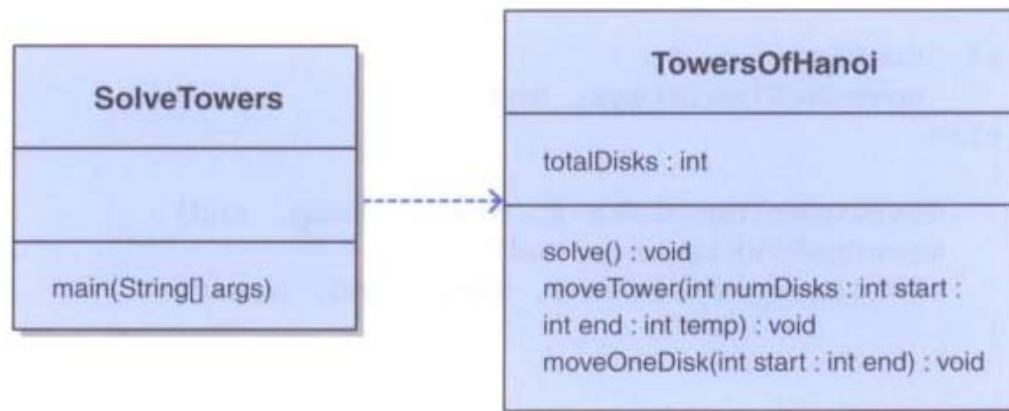 SolveTowers
main(String[] args)
TowersOfHanoi
totalDisks : int
solve() : void
moveTower(int numDisks : int start :
int end : int temp) : void
moveOneDisk(int start : int end) : void